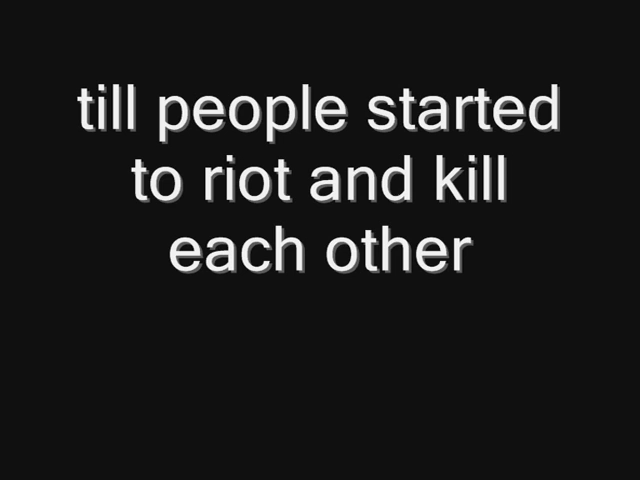 till people started
to riot and kill
each other